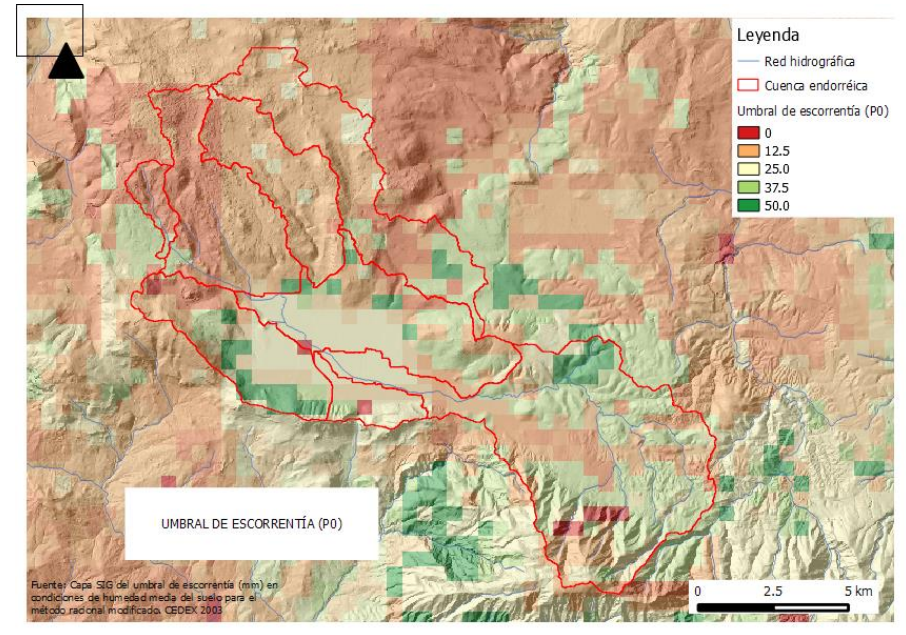 Leyenda
Red hidrográfica
Cuenca endorréica
Umbral de escorrentía (P0)
0
12.5
25.0
37.5
50.0
UMBRAL DE ESCORRENTÍA (P0)
Fuente: Capa SIG del umbral de escorrentía (mm) en
condiciones de humedad media del suelo para el
método racional modificado. CEDEX 2003
0 2.5 5 km